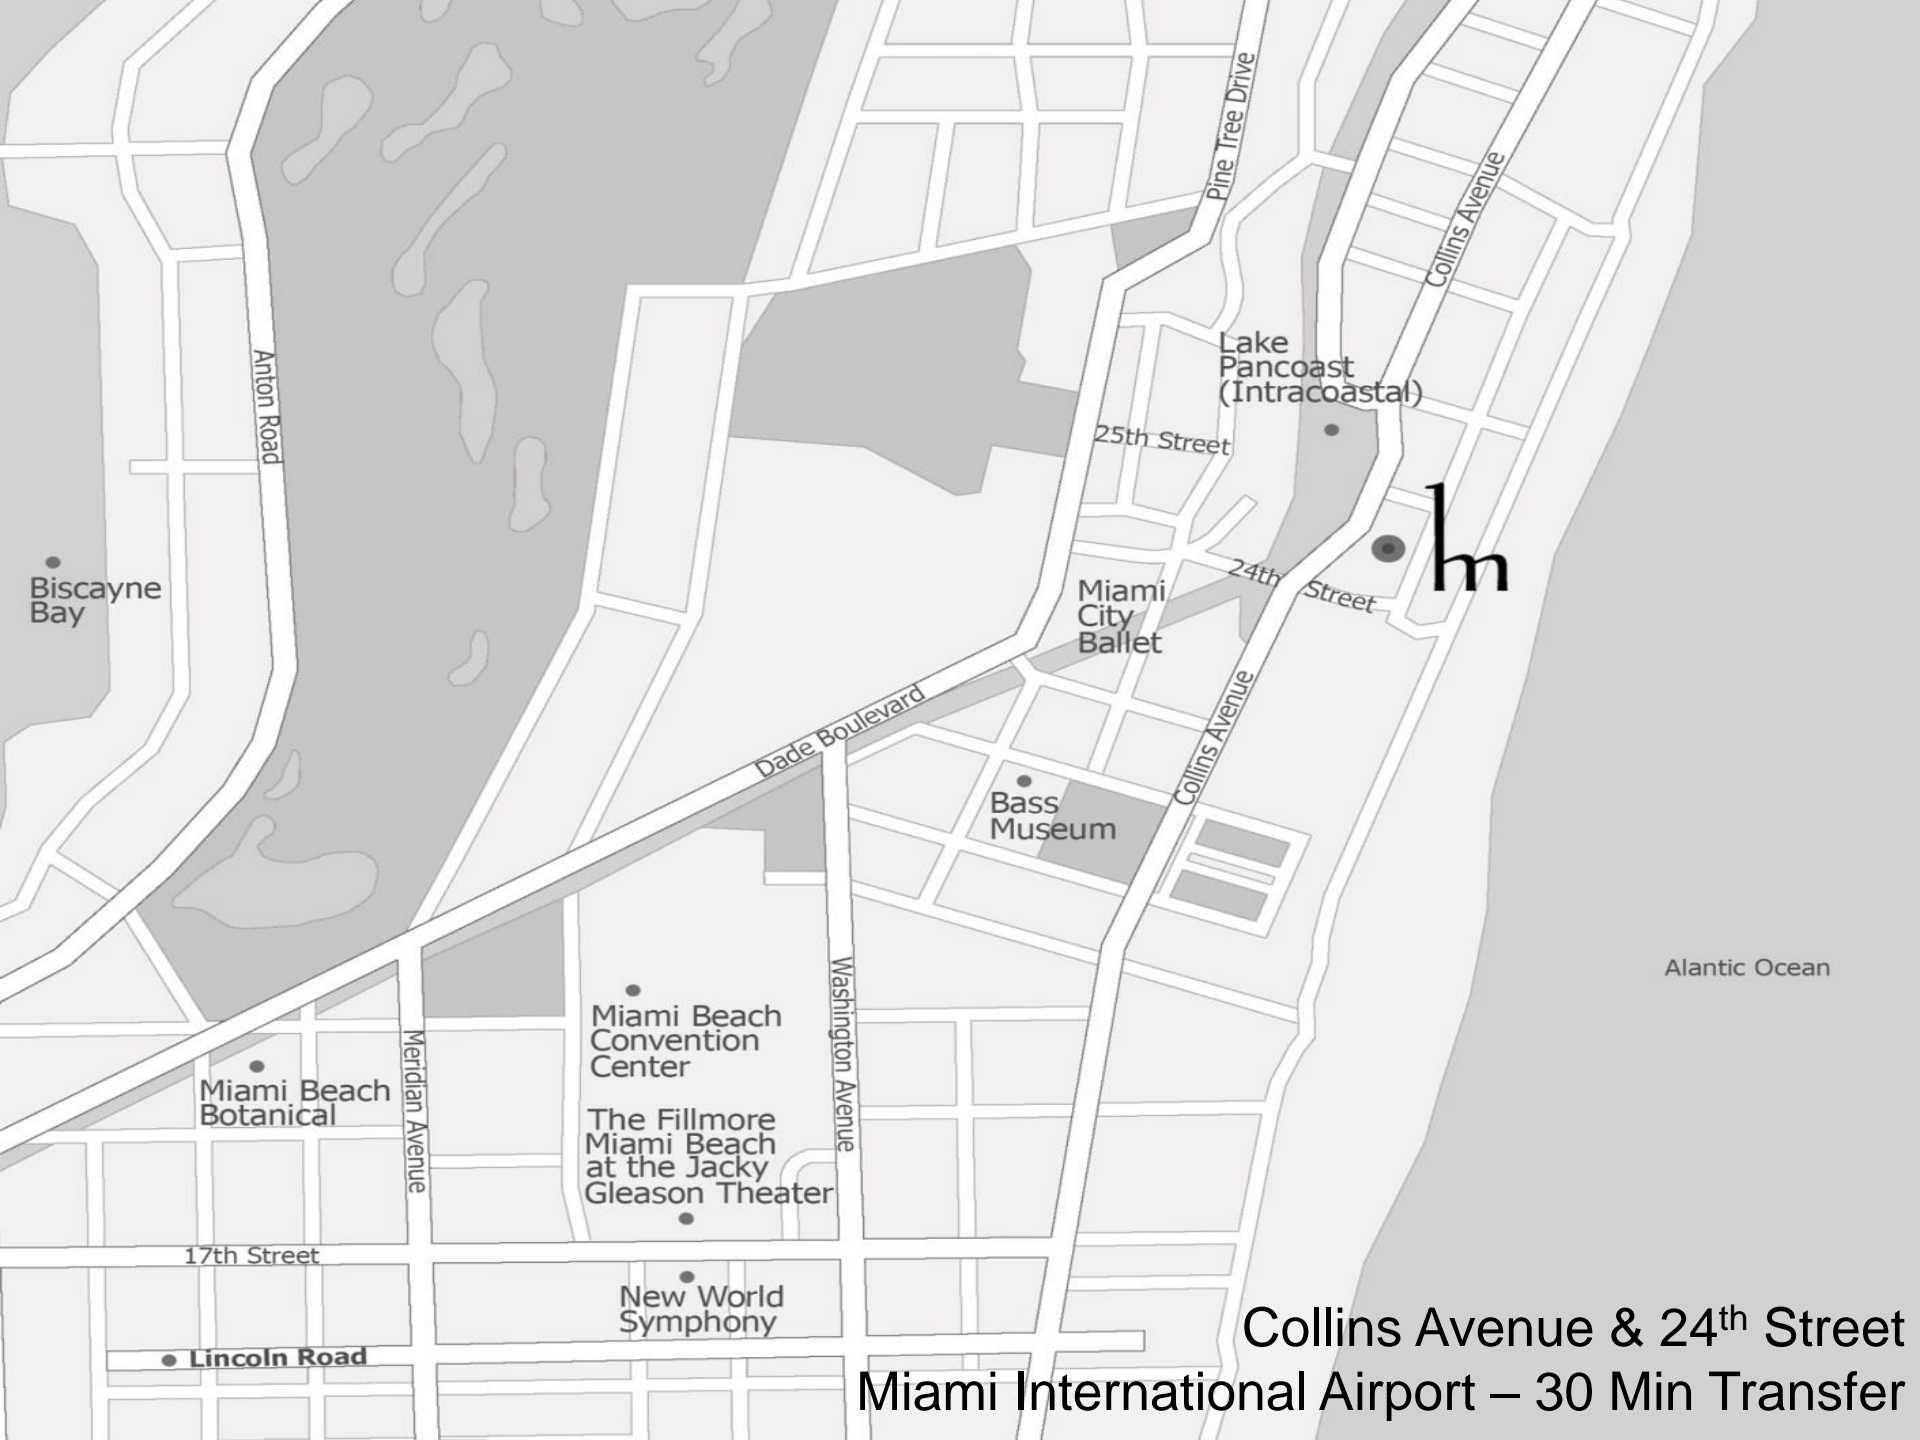 Pine Tree Drive
Collins Avenue
Lake
Pancoast
(Intracoastal)
Anton Road
25th Street
hm
24th Street
Biscayne
Bay
Miami
City
Ballet
Dade Boulevard
Collins Avenue
Bass
Museum
Alantic Ocean
Washington Avenue
Miami Beach
Convention
Center
Meridian Avenue
Miami Beach
Botanical
The Fillmore
Miami Beach
at the Jacky
Gleason Theater
17th Street
New World
Symphony
Lincoln Road
Collins Avenue & 24th Street
Miami International Airport – 30 Min Transfer